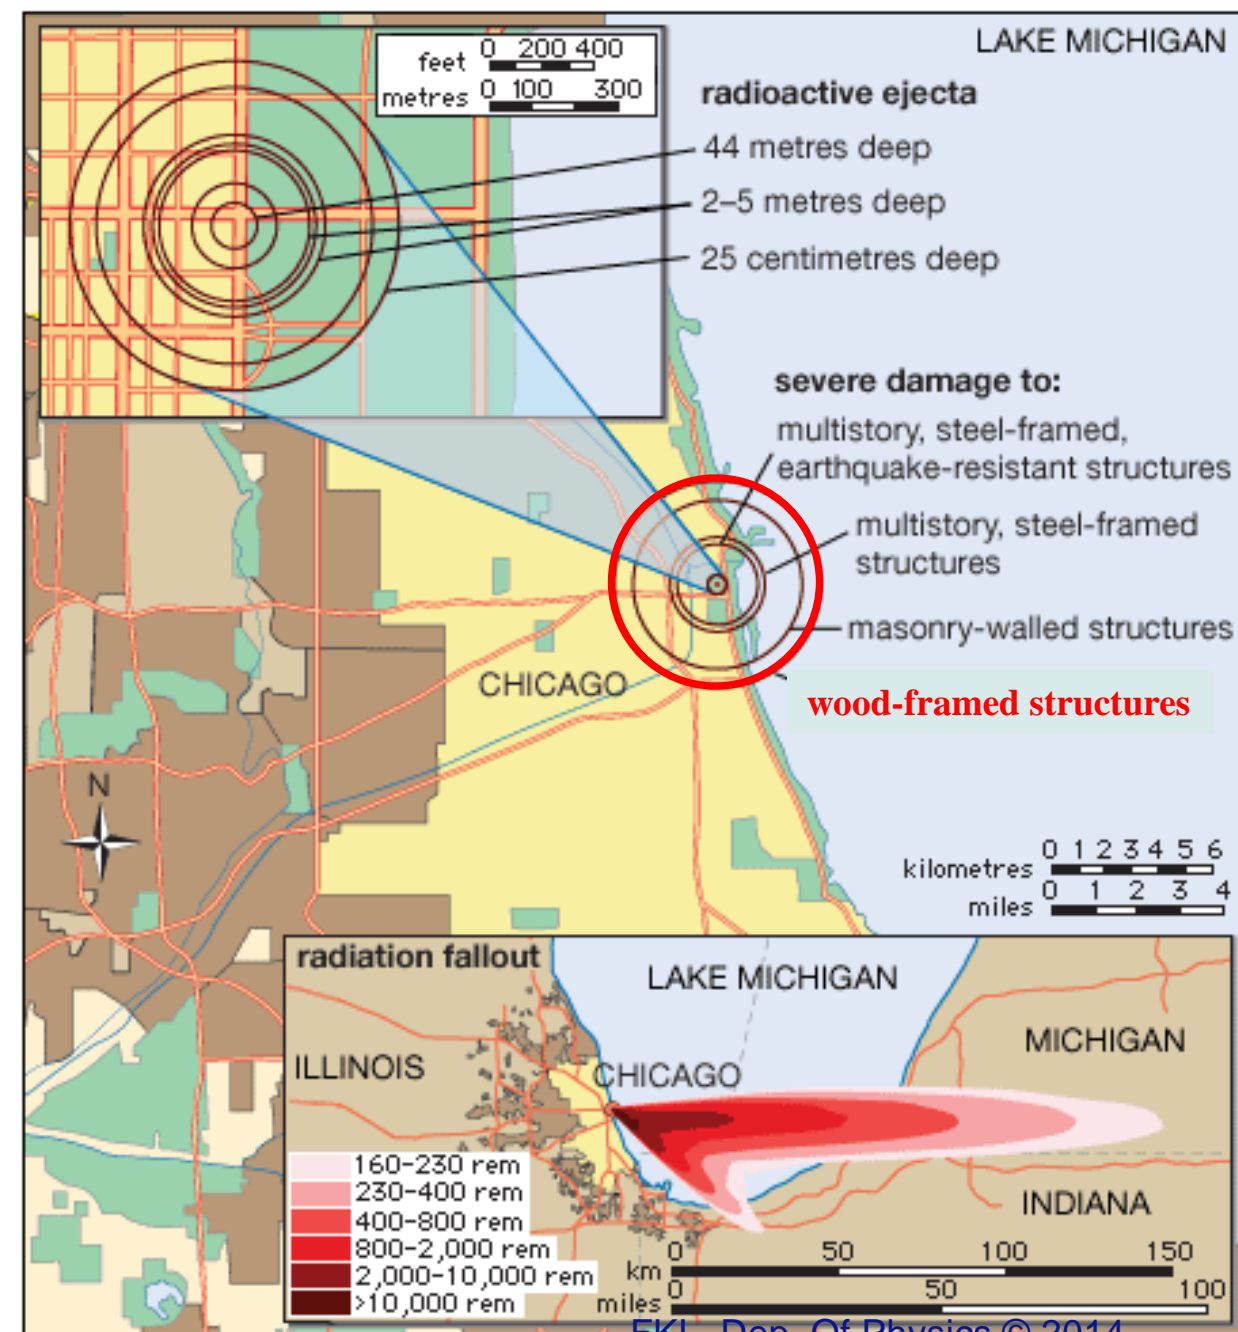 LAKE MICHIGAN
feet 0 200 400
metres 0 100 300
radioactive ejecta
44 metres deep
2–5 metres deep
25 centimetres deep
severe damage to:
multistory, steel-framed,
earthquake-resistant structures
multistory, steel-framed
structures
masonry-walled structures
wood-framed structures
CHICAGO
N
kilometres 0 1 2 3 4 5 6
miles 0 1 2 3 4
radiation fallout
LAKE MICHIGAN
MICHIGAN
ILLINOIS
CHICAGO
INDIANA
160–230 rem
230–400 rem
400–800 rem
800–2,000 rem
2,000–10,000 rem
>10,000 rem
km 0 50 100 150
miles 0 50 100
Dep. Of Physics © 2014